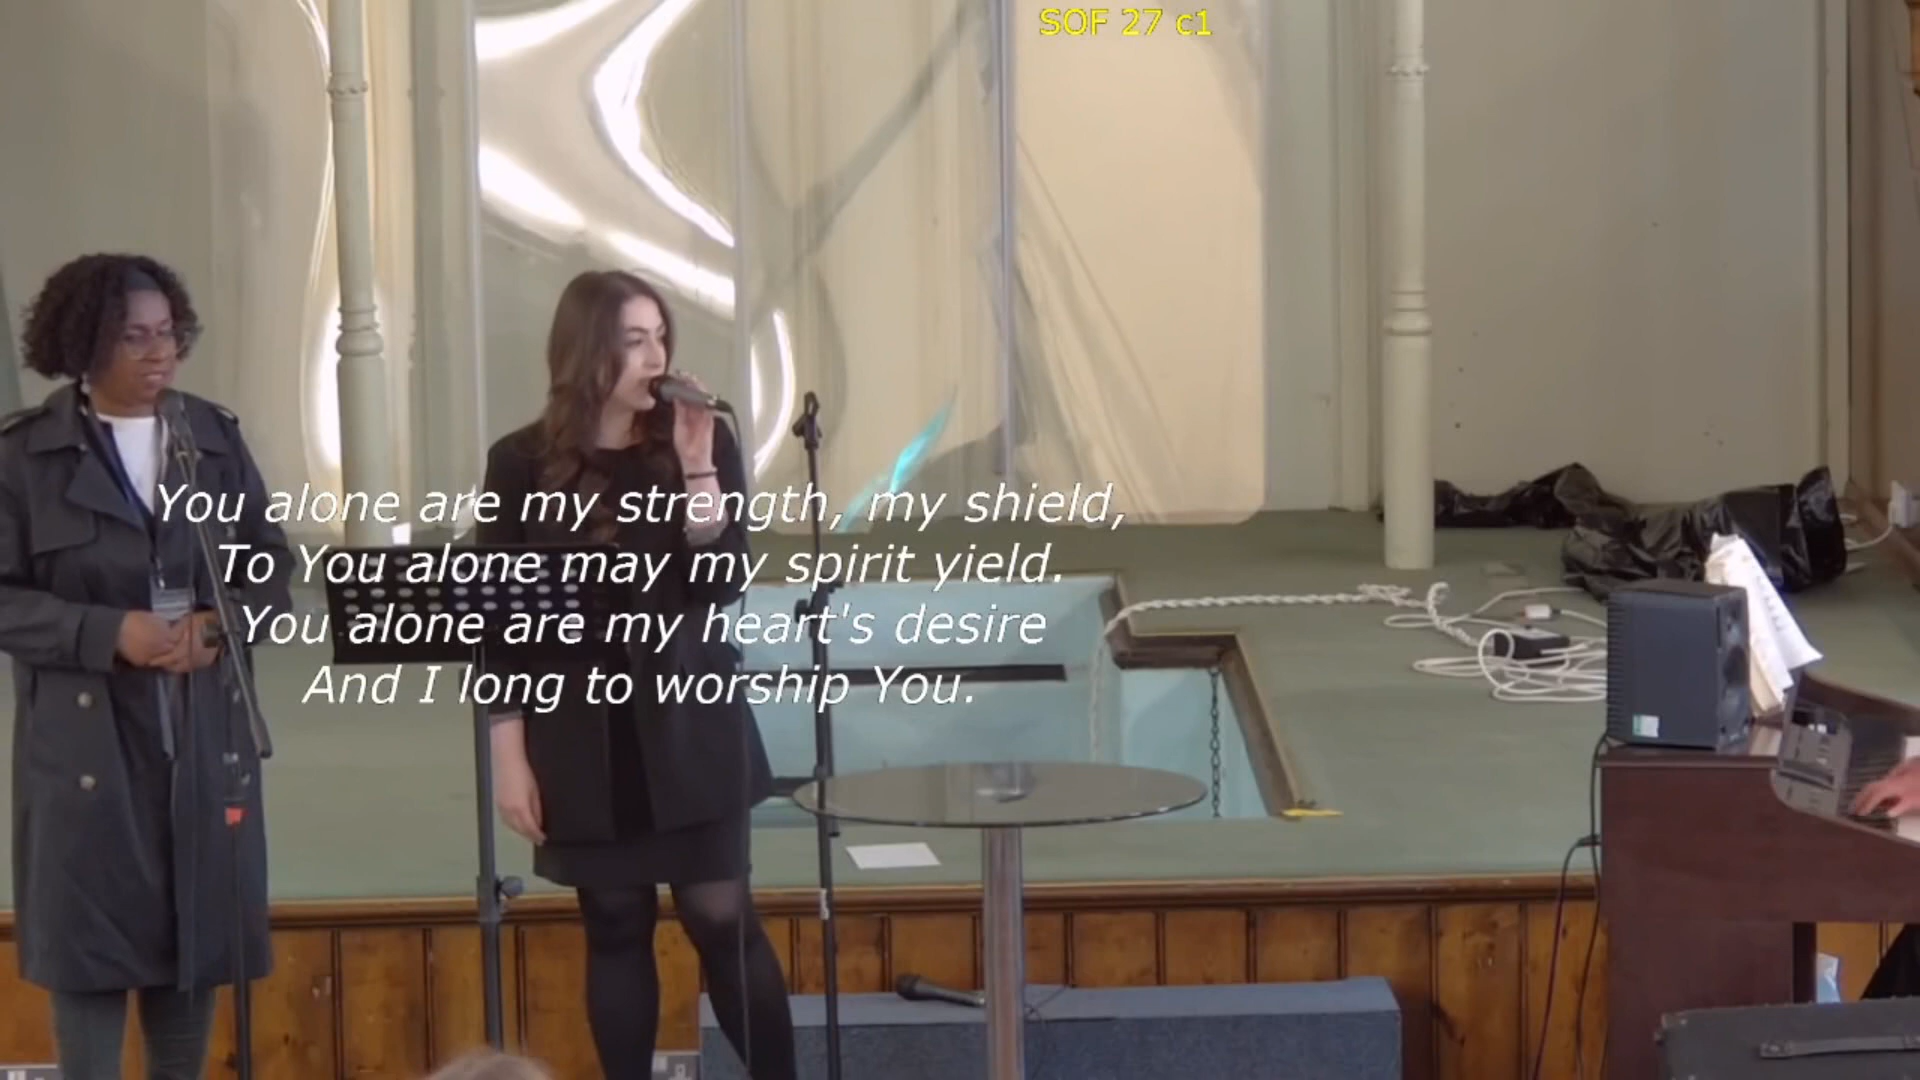 SOF 27 c1
You alone are my strength, my shield,
To You alone may my spirit yield.
You alone are my heart's desire
And I long to worship You.